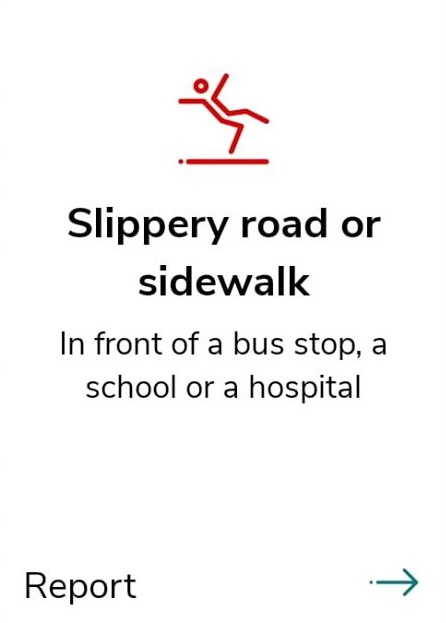 Slippery road or
sidewalk
In front of a bus stop, a
school or a hospital
Report